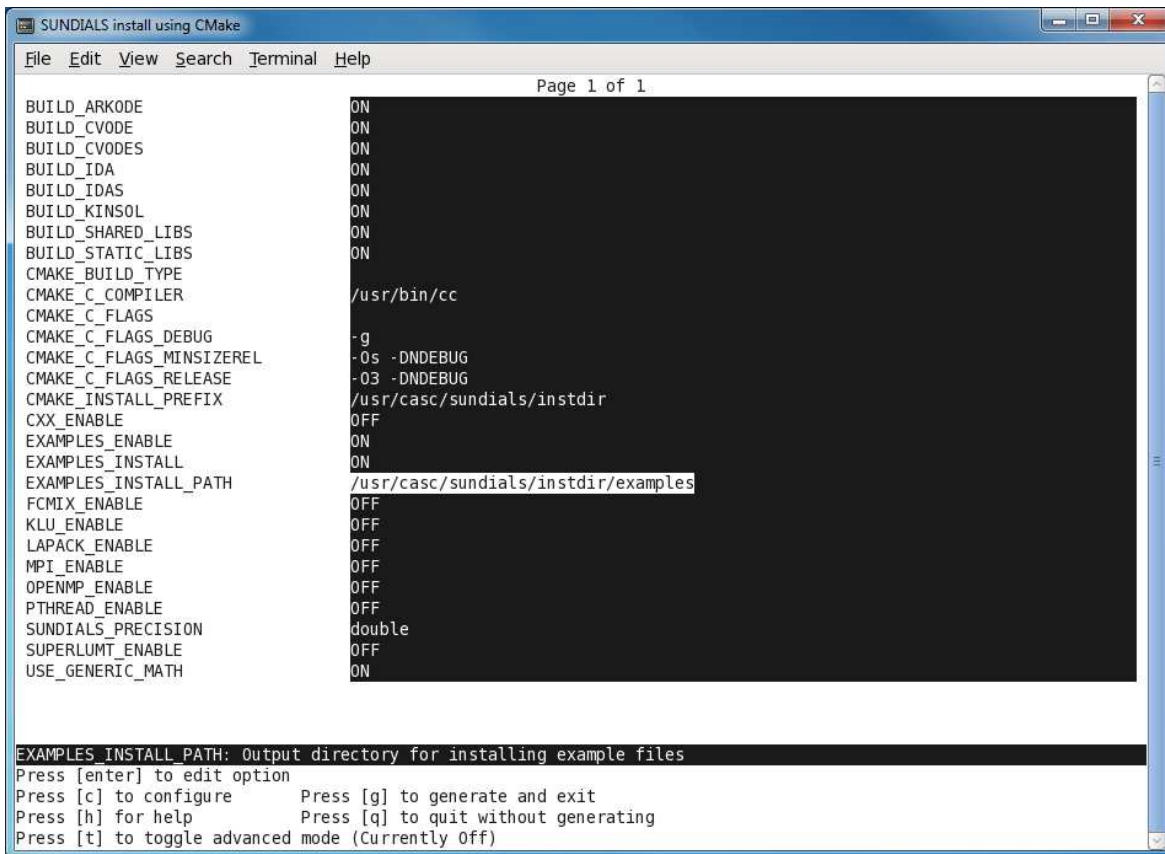 SUNDIALS install using CMake
File Edit View Search Terminal Help
Page 1 of 1
BUILD_ARKODE ON
BUILD_CVODE ON
BUILD_CVODES ON
BUILD_IDA ON
BUILD_IDAS ON
BUILD_KINSOL ON
BUILD_SHARED_LIBS ON
BUILD_STATIC_LIBS ON
CMAKE_BUILD_TYPE
CMAKE_C_COMPILER /usr/bin/cc
CMAKE_C_FLAGS
CMAKE_C_FLAGS_DEBUG -g
CMAKE_C_FLAGS_MINSIZEREL -Os -DNDEBUG
CMAKE_C_FLAGS_RELEASE -O3 -DNDEBUG
CMAKE_INSTALL_PREFIX /usr/casc/sundials/instdir
CXX_ENABLE OFF
EXAMPLES_ENABLE ON
EXAMPLES_INSTALL ON
EXAMPLES_INSTALL_PATH /usr/casc/sundials/instdir/examples
FCMIX_ENABLE OFF
KLU_ENABLE OFF
LAPACK_ENABLE OFF
MPI_ENABLE OFF
OPENMP_ENABLE OFF
PTHREAD_ENABLE OFF
SUNDIALS_PRECISION double
SUPERLUMT_ENABLE OFF
USE_GENERIC_MATH ON
EXAMPLES_INSTALL_PATH: Output directory for installing example files
Press [enter] to edit option
Press [c] to configure Press [g] to generate and exit
Press [h] for help Press [q] to quit without generating
Press [t] to toggle advanced mode (Currently Off)